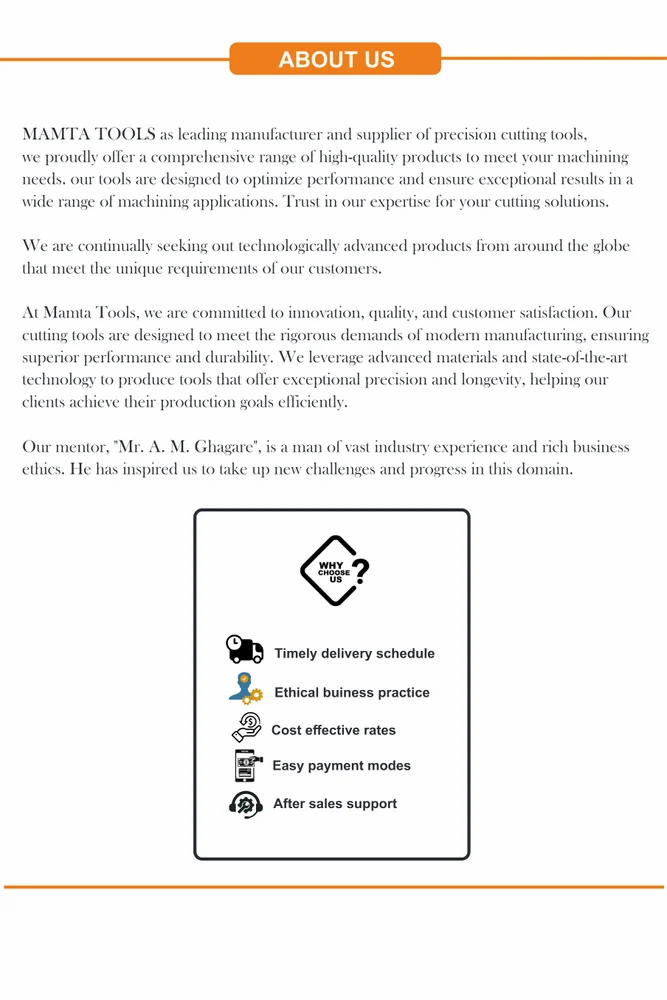 ABOUT US
MAMTA TOOLS as leading manufacturer and supplier of precision cutting tools,
we proudly offer a comprehensive range of high-quality products to meet your machining
needs. our tools are designed to optimize performance and ensure exceptional results in a
wide range of machining applications. Trust in our expertise for your cutting solutions.
We are continually seeking out technologically advanced products from around the globe
that meet the unique requirements of our customers.
At Mamta Tools, we are committed to innovation, quality, and customer satisfaction. Our
cutting tools are designed to meet the rigorous demands of modern manufacturing, ensuring
superior performance and durability. We leverage advanced materials and state-of-the-art
technology to produce tools that offer exceptional precision and longevity, helping our
clients achieve their production goals efficiently.
Our mentor, "Mr. A. M. Ghagare", is a man of vast industry experience and rich business
ethics. He has inspired us to take up new challenges and progress in this domain.
WHY
CHOOSE
US ?
Timely delivery schedule
Ethical buiness practice
Cost effective rates
Easy payment modes
After sales support